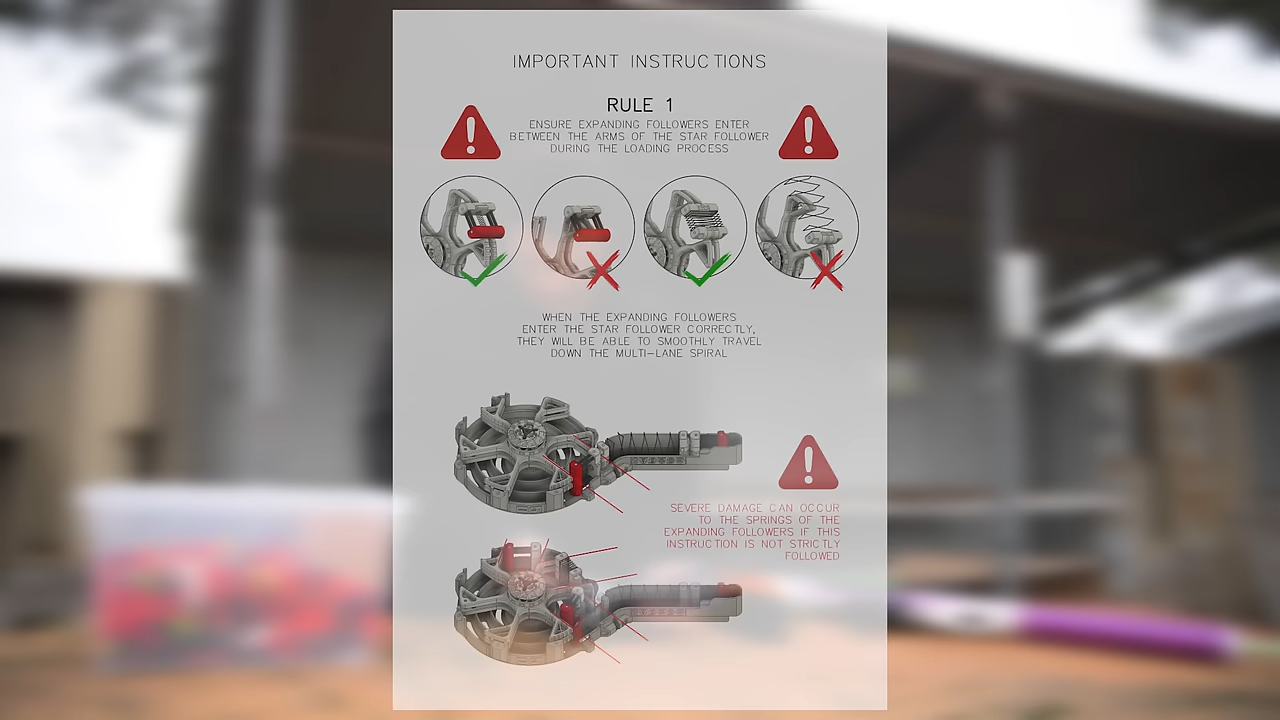 IMPORTANT INSTRUCTIONS
RULE 1
ENSURE EXPANDING FOLLOWERS ENTER
BETWEEN THE ARMS OF THE STAR FOLLOWER
DURING THE LOADING PROCESS
WHEN THE EXPANDING FOLLOWERS
ENTER THE STAR FOLLOWER CORRECTLY,
THEY WILL BE ABLE TO SMOOTHLY TRAVEL
DOWN THE MULTI-LANE SPIRAL
SEVERE DAMAGE CAN OCCUR
TO THE SPRINGS OF THE
EXPANDING FOLLOWERS IF THIS
INSTRUCTION IS NOT STRICTLY
FOLLOWED